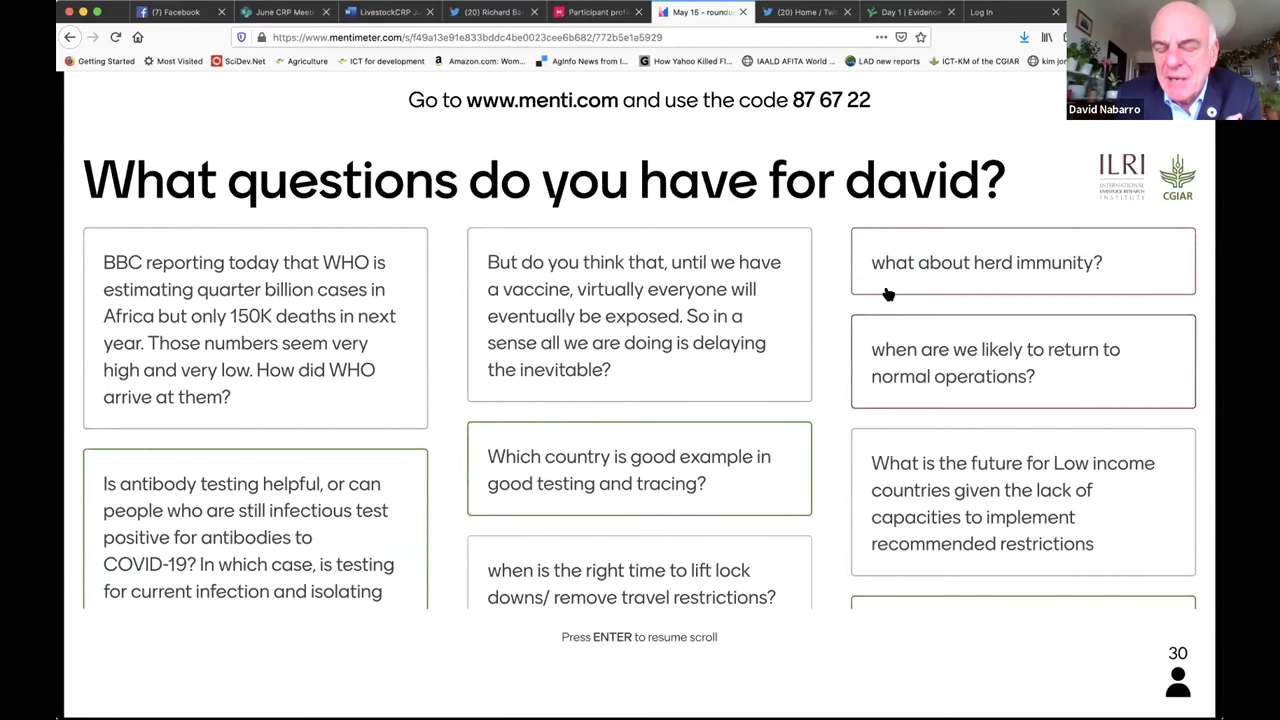 (7) Facebook
June CRP Meeti
LivestockCRP Ju
(20) Richard Ba
Participant profi
May 15 - roundu
(20) Home / Twi
Day 1 | Evidence
Log In
https://www.mentimeter.com/s/f49a13e91e833bddc4be0023cee6b682/772b5e1a5929
Getting Started
Most Visited
SciDev.Net
Agriculture
ICT for development
Amazon.com: Wom...
AgInfo News from I...
How Yahoo Killed Fl...
IAALD AFITA World ...
LAD new reports
ICT-KM of the CGIAR
kim jor
David Nabarro
Go to www.menti.com and use the code 87 67 22
What questions do you have for david?
ILRI
INTERNATIONAL
LIVESTOCK RESEARCH
INSTITUTE
CGIAR
BBC reporting today that WHO is
estimating quarter billion cases in
Africa but only 150K deaths in next
year. Those numbers seem very
high and very low. How did WHO
arrive at them?
Is antibody testing helpful, or can
people who are still infectious test
positive for antibodies to
COVID-19? In which case, is testing
for current infection and isolating
But do you think that, until we have
a vaccine, virtually everyone will
eventually be exposed. So in a
sense all we are doing is delaying
the inevitable?
Which country is good example in
good testing and tracing?
when is the right time to lift lock
downs/ remove travel restrictions?
what about herd immunity?
when are we likely to return to
normal operations?
What is the future for Low income
countries given the lack of
capacities to implement
recommended restrictions
Press ENTER to resume scroll
30